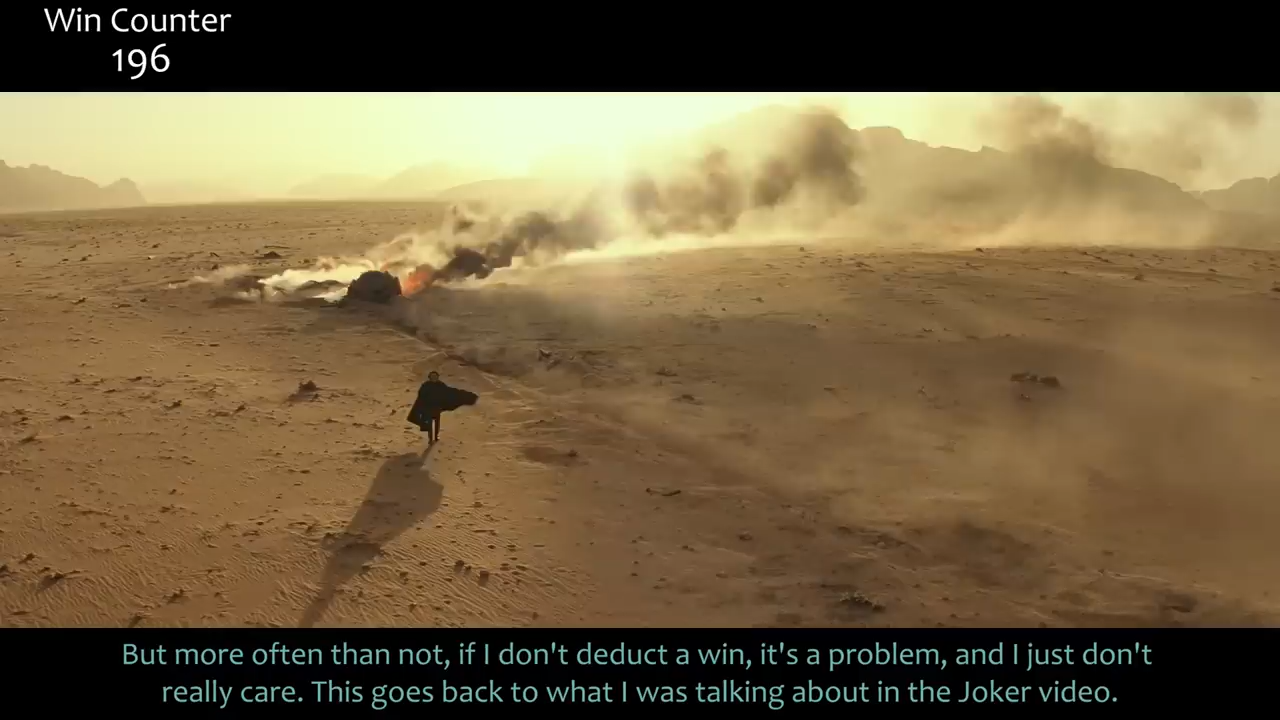 Win Counter
196
But more often than not, if I don't deduct a win, it's a problem, and I just don't
really care. This goes back to what I was talking about in the Joker video.